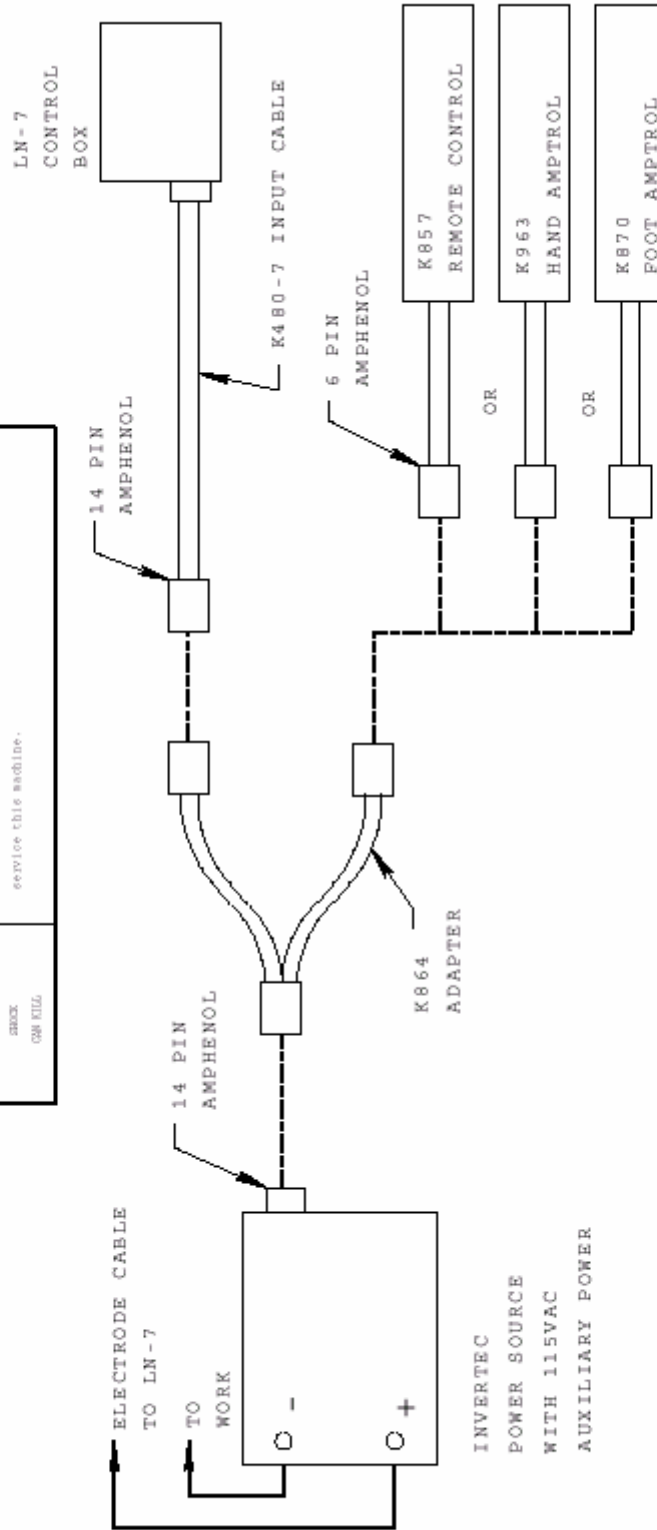 SHOCK
CAN KILL
service this machine.
ELECTRODE CABLE
TO LN-7
TO
WORK
-
+
INVERTEC
POWER SOURCE
WITH 115VAC
AUXILIARY POWER
14 PIN
AMPHENOL
K864
ADAPTER
14 PIN
AMPHENOL
K480-7 INPUT CABLE
LN-7
CONTROL
BOX
6 PIN
AMPHENOL
K857
REMOTE CONTROL
OR
K963
HAND AMPTROL
OR
K870
FOOT AMPTROL